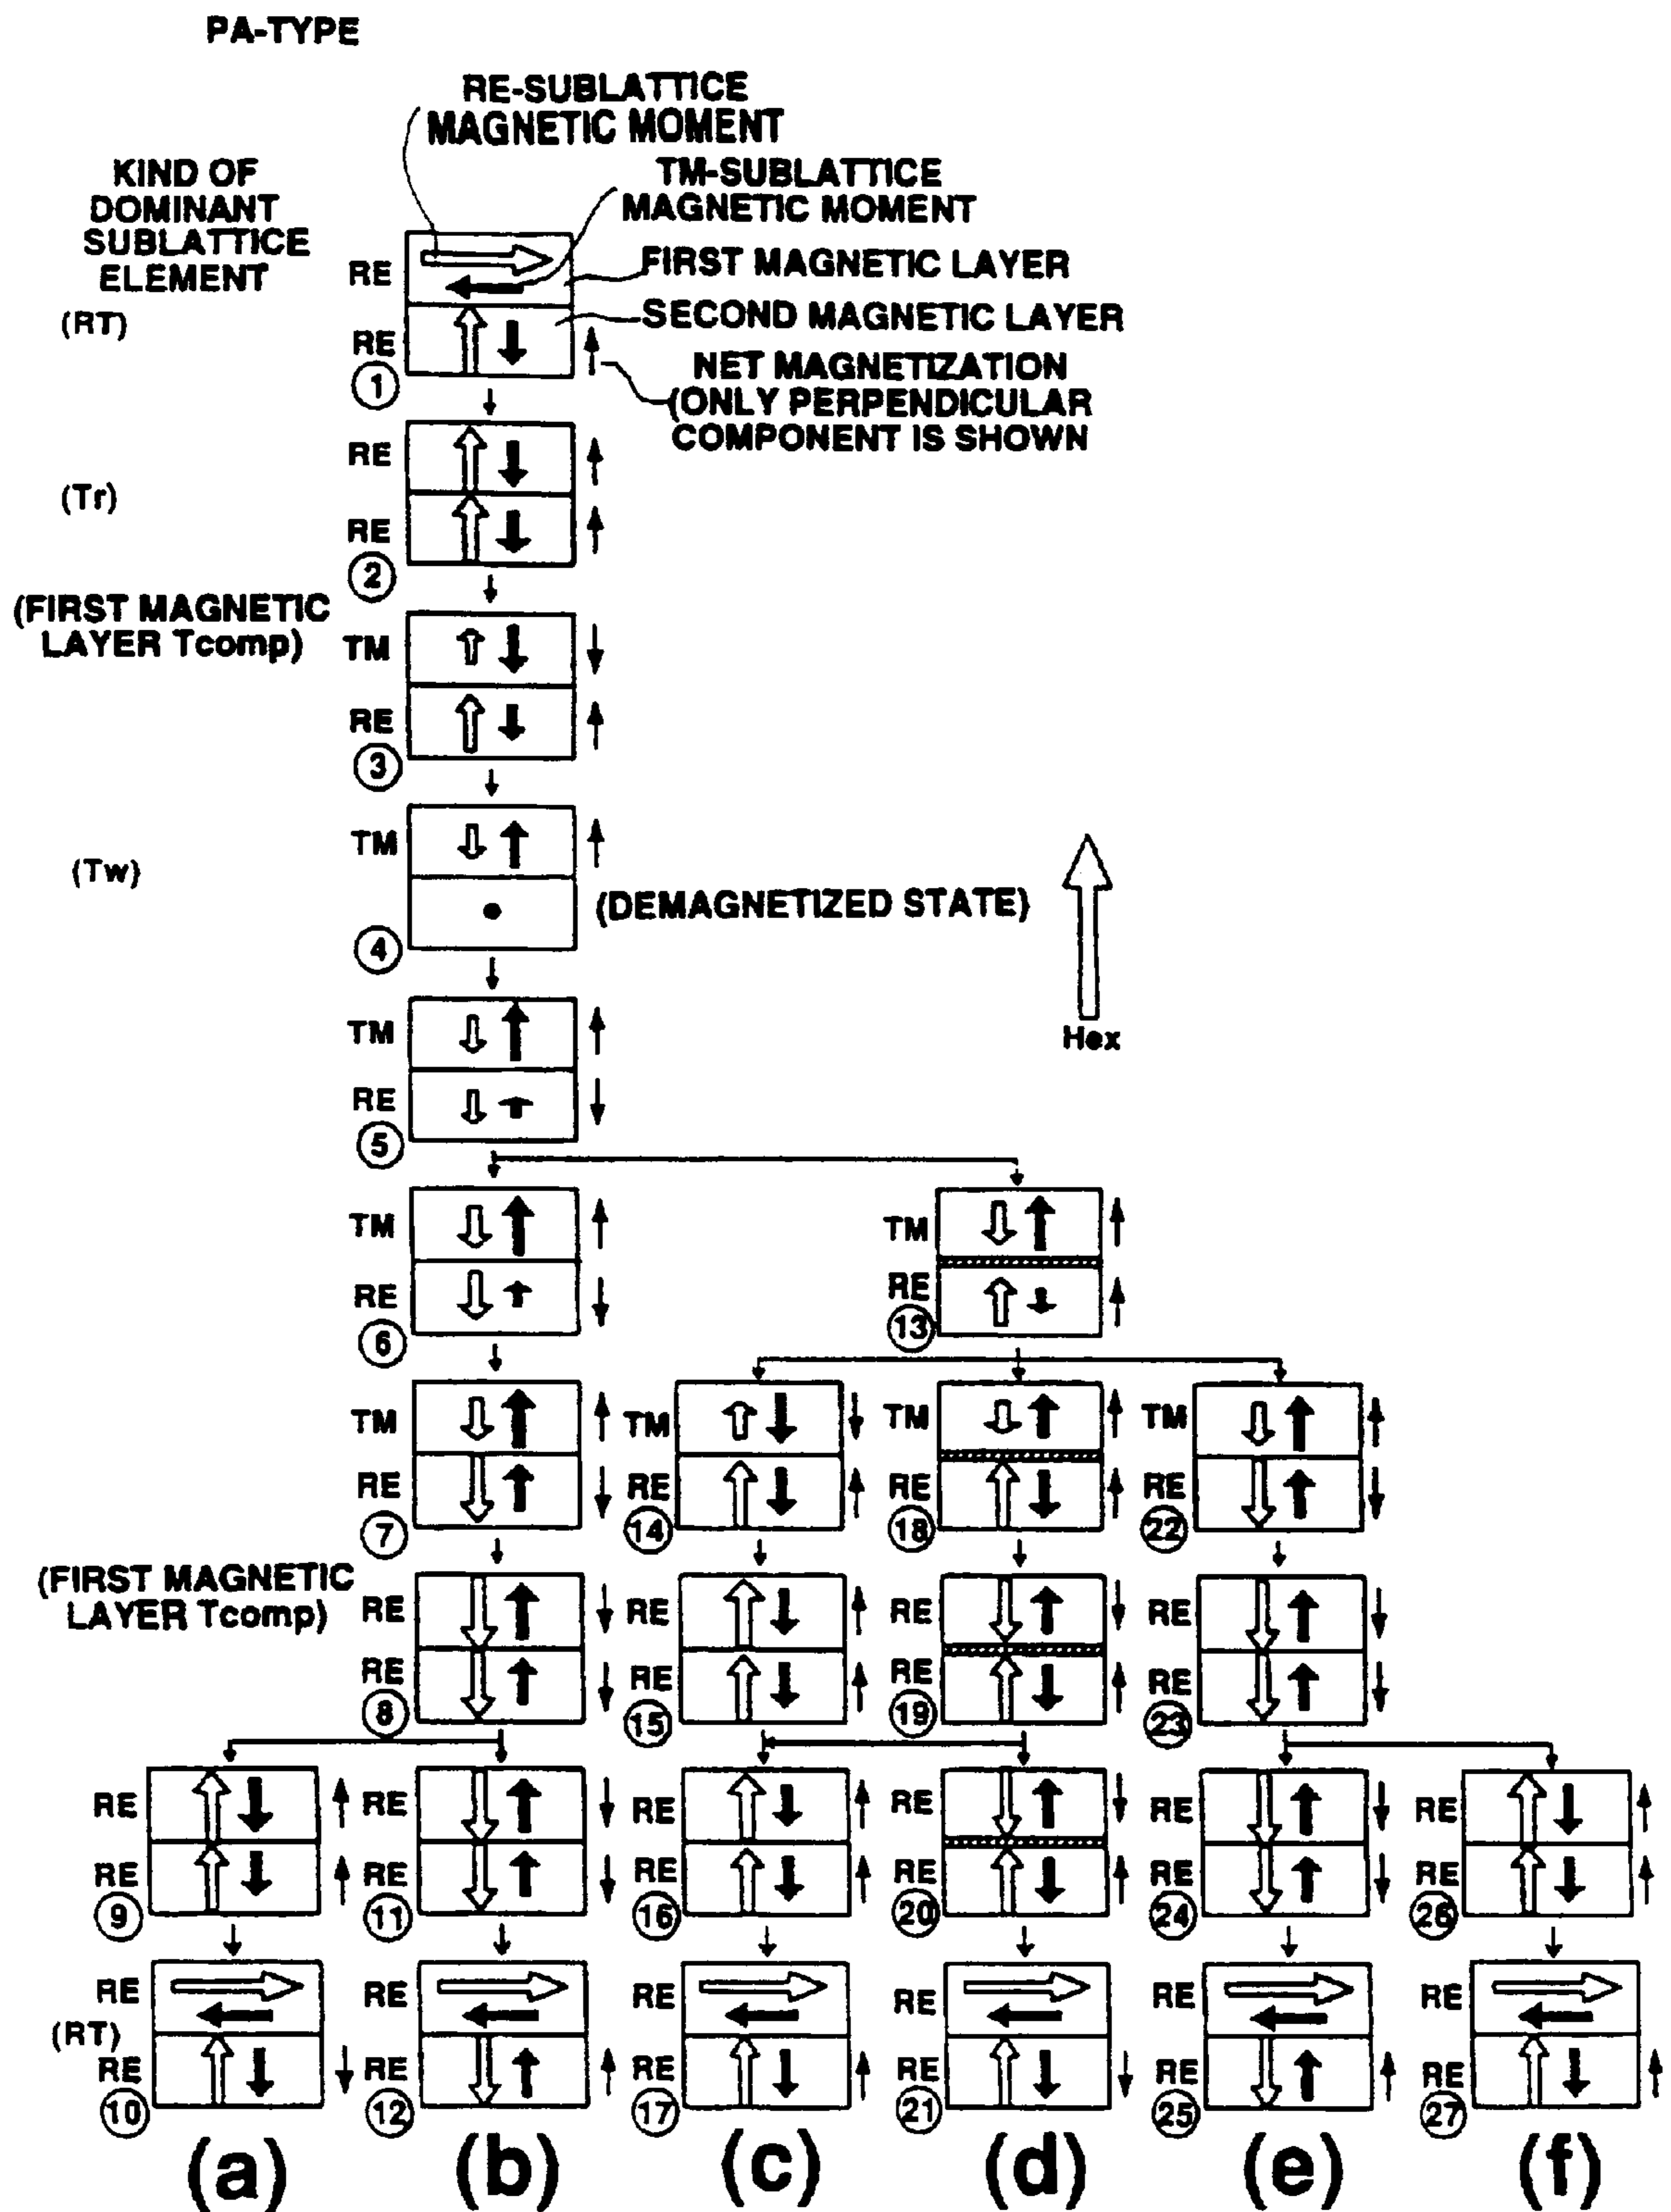 PA-TYPE
RE-SUBLATTICE
MAGNETIC MOMENT
KIND OF
DOMINANT
SUBLATTICE
ELEMENT
TM-SUBLATTICE
MAGNETIC MOMENT
RE
FIRST MAGNETIC LAYER
(RT)
SECOND MAGNETIC LAYER
RE
1
NET MAGNETIZATION
(ONLY PERPENDICULAR
COMPONENT IS SHOWN
RE
(Tr)
RE
2
(FIRST MAGNETIC
LAYER Tcomp)
TM
RE
3
TM
(Tw)
(DEMAGNETIZED STATE)
4
Hex
TM
RE
5
TM
TM
RE
RE
6
13
TM
TM
TM
TM
RE
RE
RE
RE
7
14
18
22
(FIRST MAGNETIC
LAYER Tcomp)
RE
RE
RE
RE
RE
RE
RE
RE
8
15
19
23
RE
RE
RE
RE
RE
RE
RE
RE
RE
RE
RE
RE
9
11
16
20
24
26
RE
RE
RE
RE
RE
RE
(RT)
RE
RE
RE
RE
RE
RE
10
12
17
21
25
27
(a)
(b)
(c)
(d)
(e)
(f)